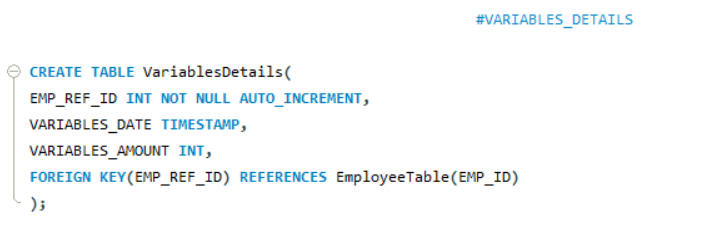 #VARIABLES_DETAILS
CREATE TABLE VariablesDetails(
EMP_REF_ID INT NOT NULL AUTO_INCREMENT,
VARIABLES_DATE TIMESTAMP,
VARIABLES_AMOUNT INT,
FOREIGN KEY(EMP_REF_ID) REFERENCES EmployeeTable(EMP_ID)
);